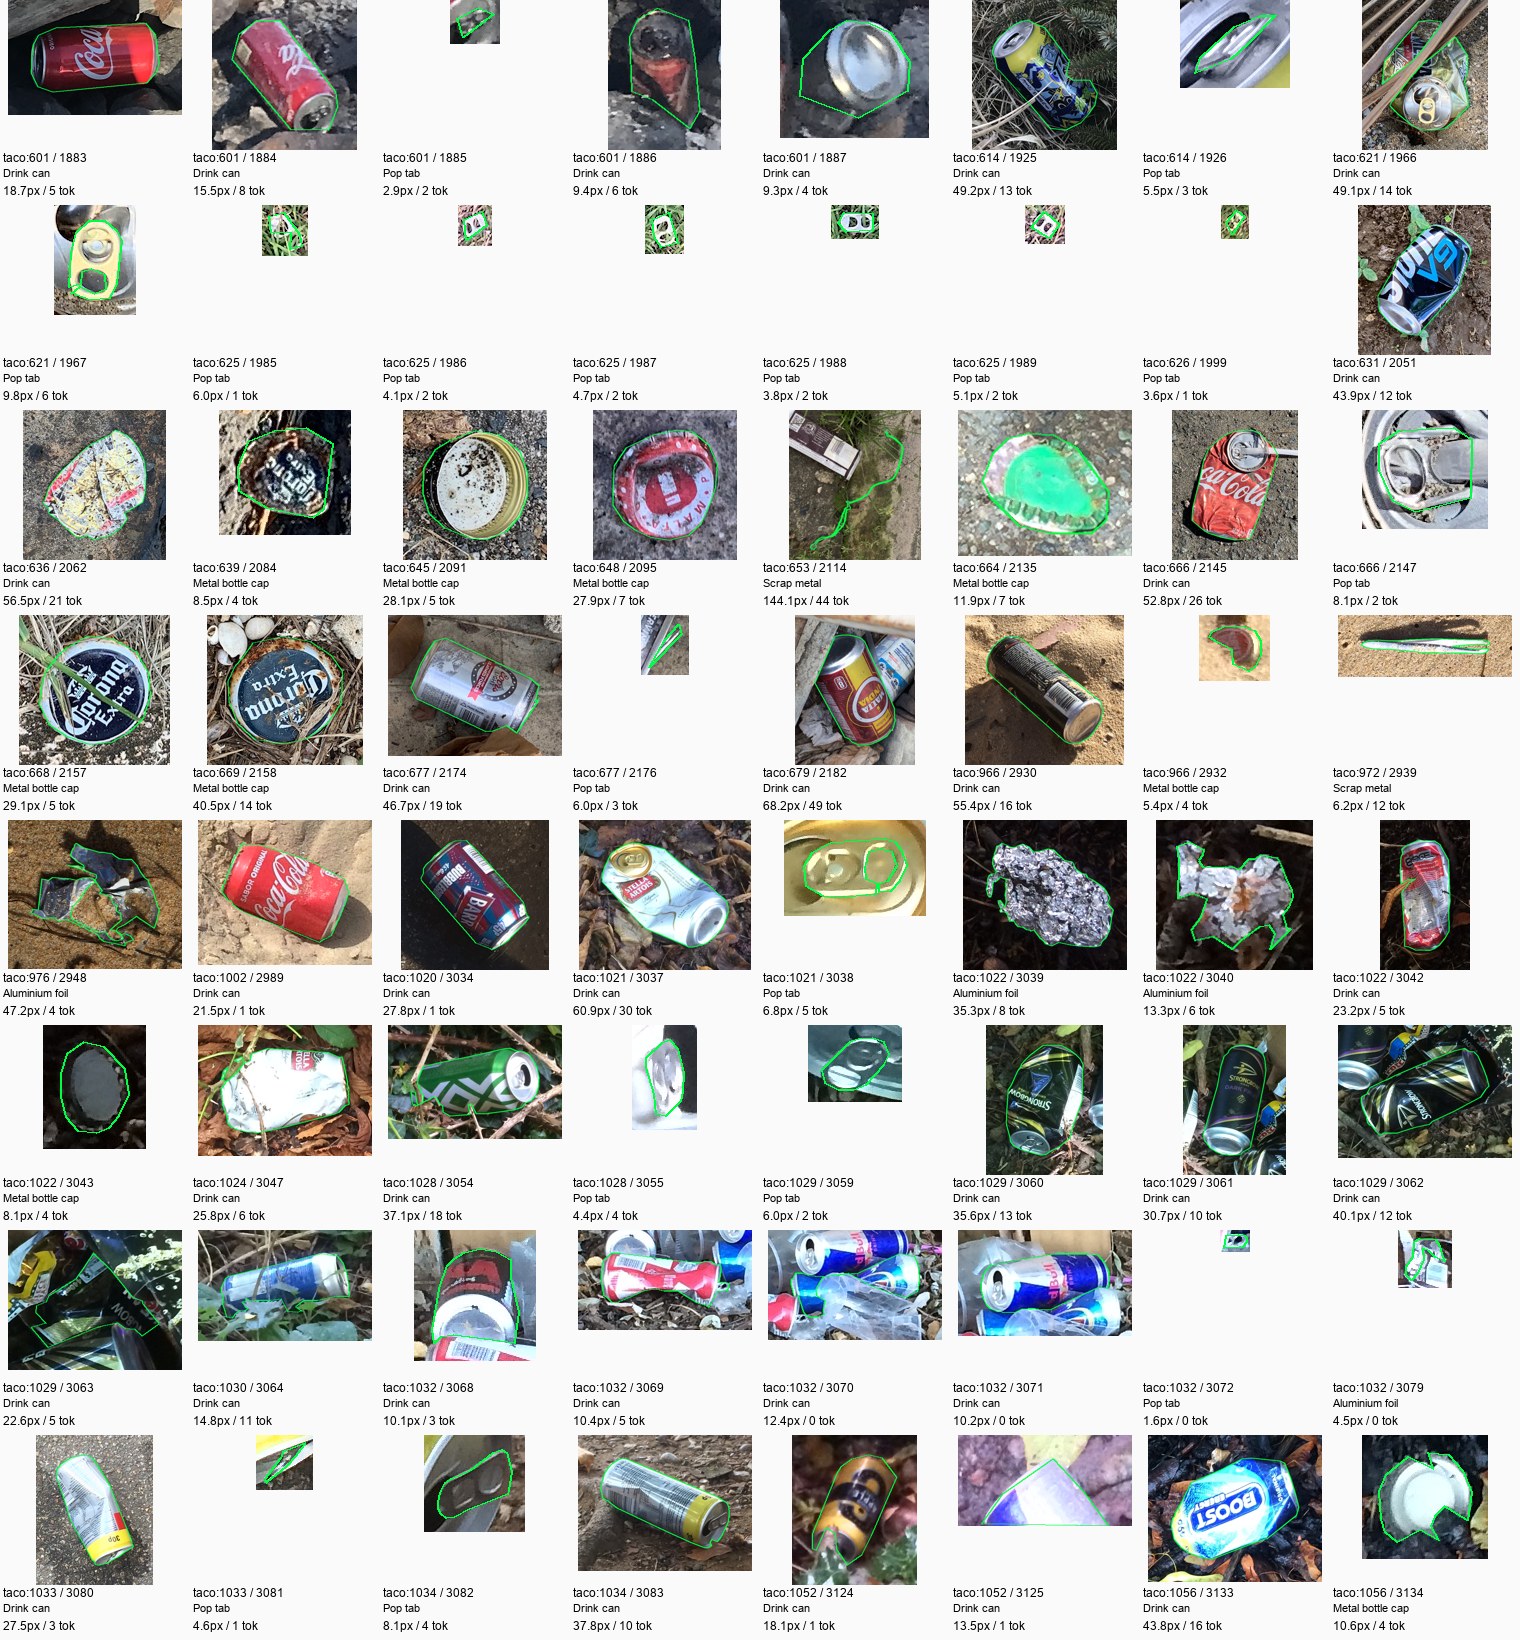 taco:601 / 1883 taco:601 / 1884 taco:601 / 1885 taco:601 / 1886 taco:601 / 1887 taco:614 / 1925 taco:614 / 1926 taco:621 / 1966
Drink can Drink can Pop tab Drink can Drink can Drink can Pop tab Drink can
18.7px / 5 tok 15.5px / 8 tok 2.9px / 2 tok 9.4px / 6 tok 9.3px / 4 tok 49.2px / 13 tok 5.5px / 3 tok 49.1px / 14 tok
taco:621 / 1967 taco:625 / 1985 taco:625 / 1986 taco:625 / 1987 taco:625 / 1988 taco:625 / 1989 taco:626 / 1999 taco:631 / 2051
Pop tab Pop tab Pop tab Pop tab Pop tab Pop tab Pop tab Drink can
9.8px / 6 tok 6.0px / 1 tok 4.1px / 2 tok 4.7px / 2 tok 3.8px / 2 tok 5.1px / 2 tok 3.6px / 1 tok 43.9px / 12 tok
taco:636 / 2062 taco:639 / 2084 taco:645 / 2091 taco:648 / 2095 taco:653 / 2114 taco:664 / 2135 taco:666 / 2145 taco:666 / 2147
Drink can Metal bottle cap Metal bottle cap Metal bottle cap Scrap metal Metal bottle cap Drink can Pop tab
56.5px / 21 tok 8.5px / 4 tok 28.1px / 5 tok 27.9px / 7 tok 144.1px / 44 tok 11.9px / 7 tok 52.8px / 26 tok 8.1px / 2 tok
Corona
Extra
Corona
Extra
taco:668 / 2157 taco:669 / 2158 taco:677 / 2174 taco:677 / 2176 taco:679 / 2182 taco:966 / 2930 taco:966 / 2932 taco:972 / 2939
Metal bottle cap Metal bottle cap Drink can Pop tab Drink can Drink can Metal bottle cap Scrap metal
29.1px / 5 tok 40.5px / 14 tok 46.7px / 19 tok 6.0px / 3 tok 68.2px / 49 tok 55.4px / 16 tok 5.4px / 4 tok 6.2px / 12 tok
SABOR ORIGINAL
Coca-Cola
STELLA
ARTOIS
taco:976 / 2948 taco:1002 / 2989 taco:1020 / 3034 taco:1021 / 3037 taco:1021 / 3038 taco:1022 / 3039 taco:1022 / 3040 taco:1022 / 3042
Aluminium foil Drink can Drink can Drink can Pop tab Aluminium foil Aluminium foil Drink can
47.2px / 4 tok 21.5px / 1 tok 27.8px / 1 tok 60.9px / 30 tok 6.8px / 5 tok 35.3px / 8 tok 13.3px / 6 tok 23.2px / 5 tok
STRONGBOW
STRONGBOW
taco:1022 / 3043 taco:1024 / 3047 taco:1028 / 3054 taco:1028 / 3055 taco:1029 / 3059 taco:1029 / 3060 taco:1029 / 3061 taco:1029 / 3062
Metal bottle cap Drink can Drink can Pop tab Pop tab Drink can Drink can Drink can
8.1px / 4 tok 25.8px / 6 tok 37.1px / 18 tok 4.4px / 4 tok 6.0px / 2 tok 35.6px / 13 tok 30.7px / 10 tok 40.1px / 12 tok
taco:1029 / 3063 taco:1030 / 3064 taco:1032 / 3068 taco:1032 / 3069 taco:1032 / 3070 taco:1032 / 3071 taco:1032 / 3072 taco:1032 / 3079
Drink can Drink can Drink can Drink can Drink can Drink can Pop tab Aluminium foil
22.6px / 5 tok 14.8px / 11 tok 10.1px / 3 tok 10.4px / 5 tok 12.4px / 0 tok 10.2px / 0 tok 1.6px / 0 tok 4.5px / 0 tok
BOOST
ENERGY
taco:1033 / 3080 taco:1033 / 3081 taco:1034 / 3082 taco:1034 / 3083 taco:1052 / 3124 taco:1052 / 3125 taco:1056 / 3133 taco:1056 / 3134
Drink can Pop tab Pop tab Drink can Drink can Drink can Drink can Metal bottle cap
27.5px / 3 tok 4.6px / 1 tok 8.1px / 4 tok 37.8px / 10 tok 18.1px / 1 tok 13.5px / 1 tok 43.8px / 16 tok 10.6px / 4 tok